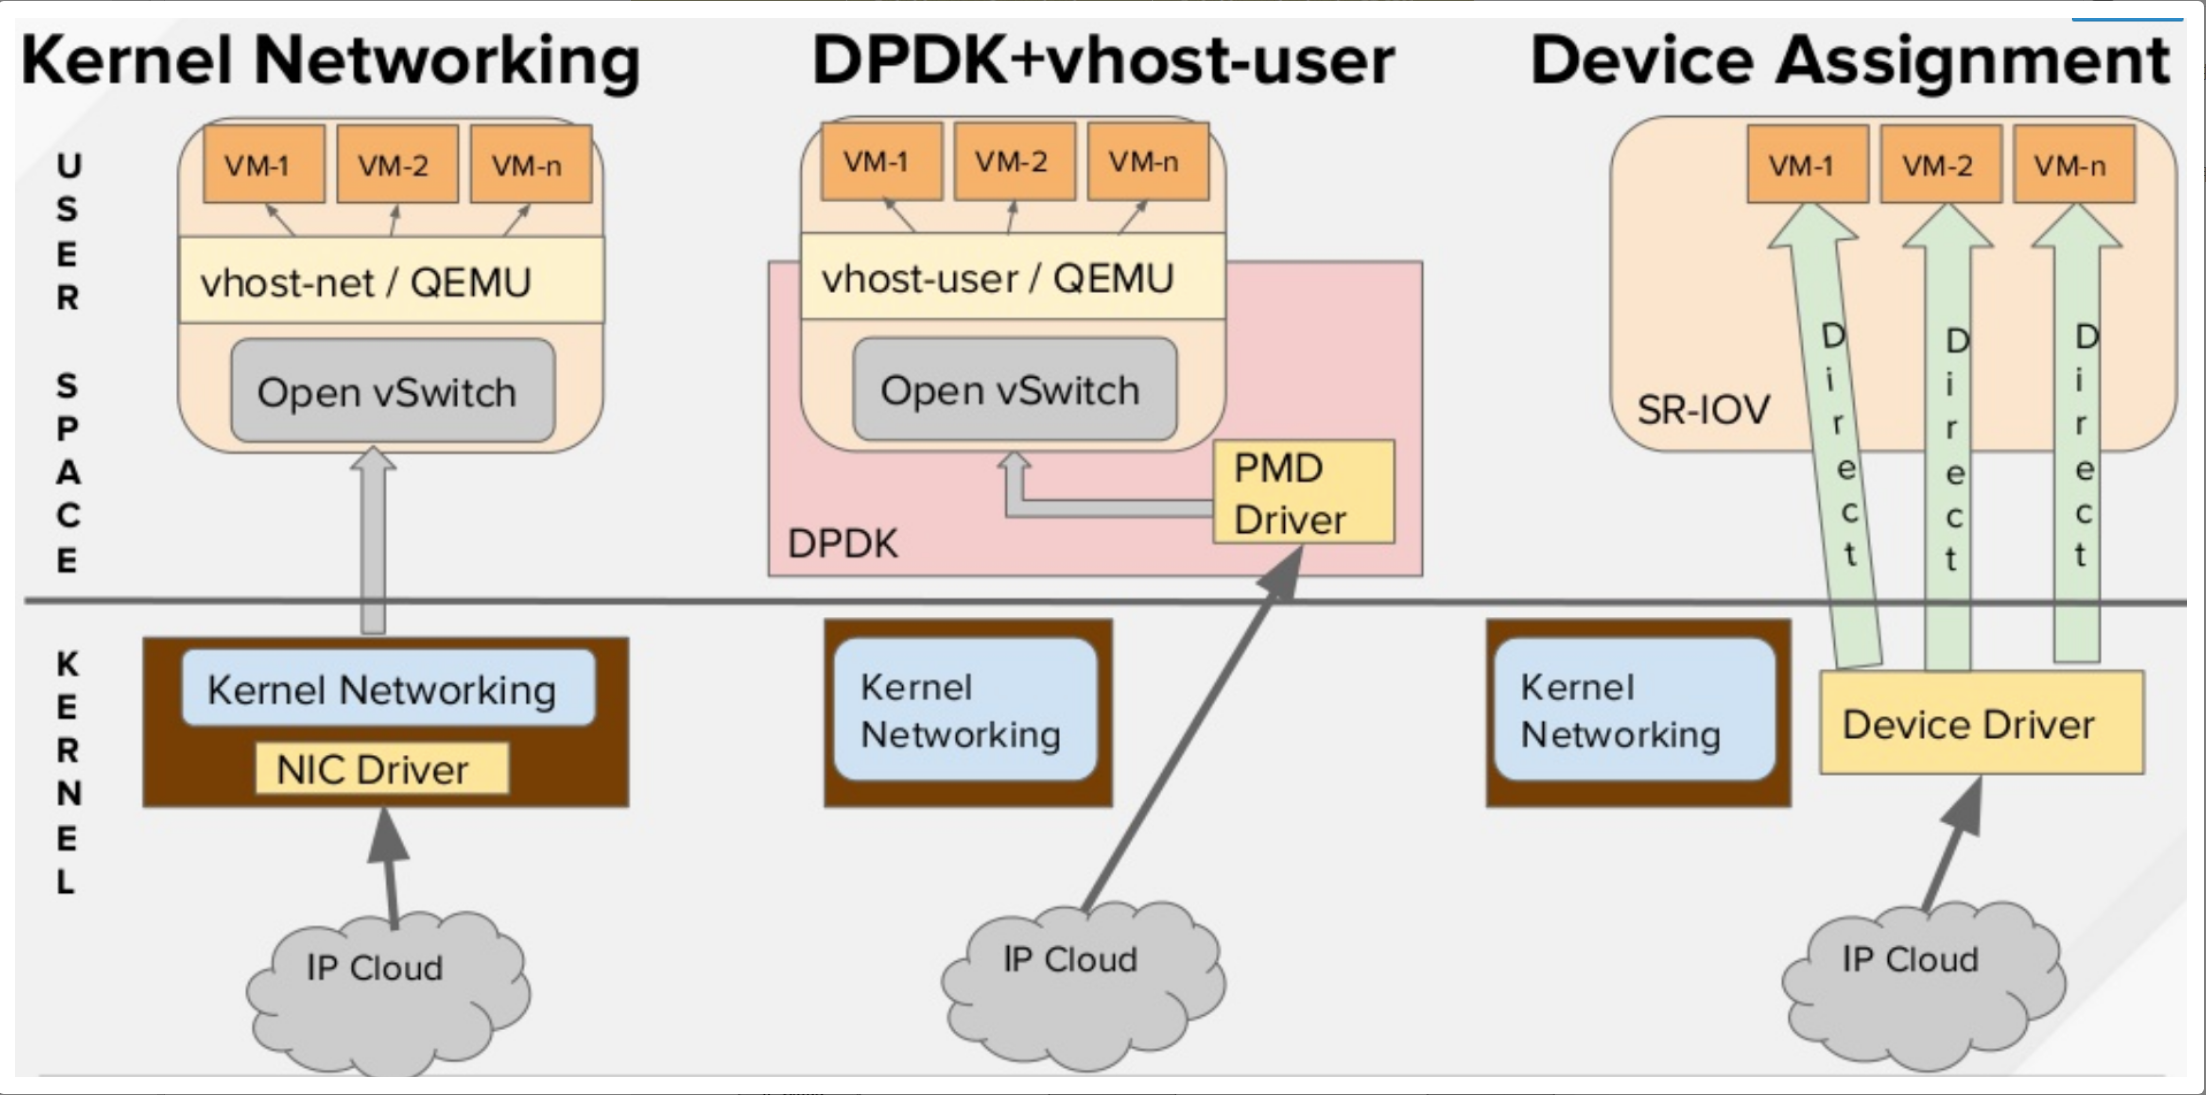 Kernel Networking
DPDK+vhost-user
Device Assignment
USER SPACE
KERNEL
VM-1
VM-2
VM-n
vhost-net / QEMU
Open vSwitch
Kernel Networking
NIC Driver
IP Cloud
VM-1
VM-2
VM-n
vhost-user / QEMU
Open vSwitch
PMD
Driver
DPDK
Kernel
Networking
IP Cloud
VM-1
VM-2
VM-n
Direct
Direct
Direct
SR-IOV
Kernel
Networking
Device Driver
IP Cloud